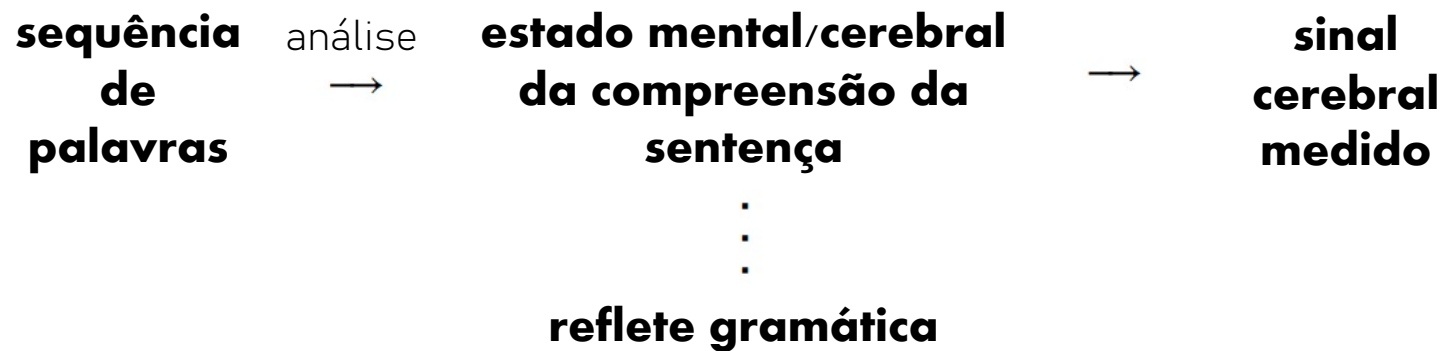 sequência
de
palavras
análise
→
estado mental/cerebral
da compreensão da
sentença
→
sinal
cerebral
medido
⋮
reflete gramática